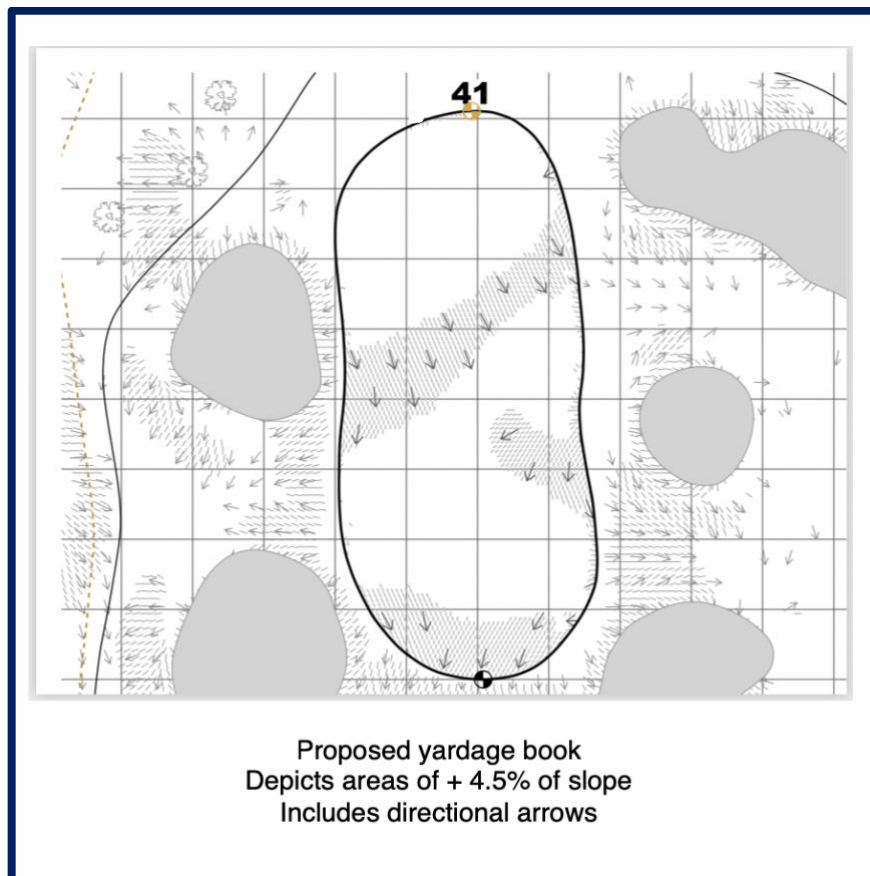 41
Proposed yardage book
Depicts areas of + 4.5% of slope
Includes directional arrows